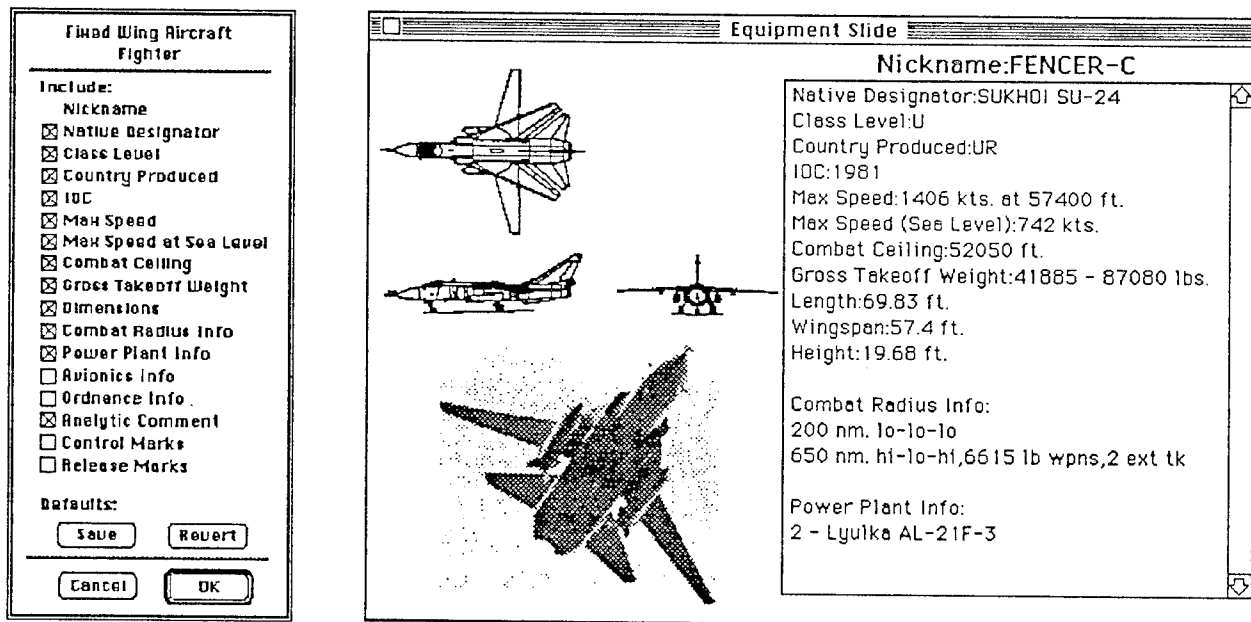 Fixed Wing Aircraft
Fighter
Include:
Nickname
Native Designator
Class Level
Country Produced
IOC
Max Speed
Max Speed at Sea Level
Combat Ceiling
Gross Takeoff Weight
Dimensions
Combat Radius Info
Power Plant Info
Avionics Info
Ordnance Info
Analytic Comment
Control Marks
Release Marks
Defaults:
Save Revert
Cancel OK
Equipment Slide
Nickname:FENCER-C
Native Designator:SUKHOI SU-24
Class Level:U
Country Produced:UR
IOC:1981
Max Speed:1406 kts. at 57400 ft.
Max Speed (Sea Level):742 kts.
Combat Ceiling:52050 ft.
Gross Takeoff Weight:41885 - 87080 lbs.
Length:69.83 ft.
Wingspan:57.4 ft.
Height:19.68 ft.
Combat Radius Info:
200 nm. lo-lo-lo
650 nm. hi-lo-hi,6615 lb wpns,2 ext tk
Power Plant Info:
2 - Lyulka AL-21F-3